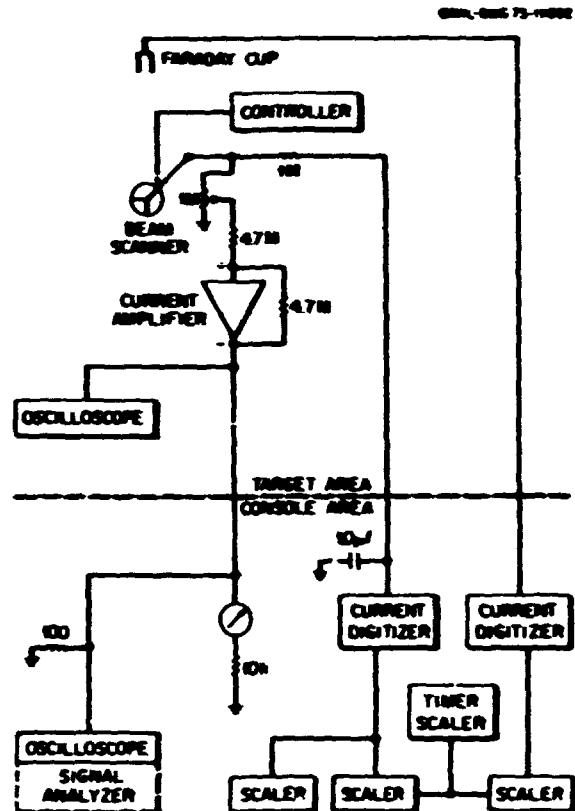 FARADAY CUP
CONTROLLER
BEAM
SCANNER
4.7M
CURRENT
AMPLIFIER
4.7M
OSCILLOSCOPE
TARGET AREA
CONSOLE AREA
CURRENT
DIGITIZER
CURRENT
DIGITIZER
100
10k
TIMER
SCALER
OSCILLOSCOPE
SIGNAL
ANALYZER
SCALER
SCALER
SCALER